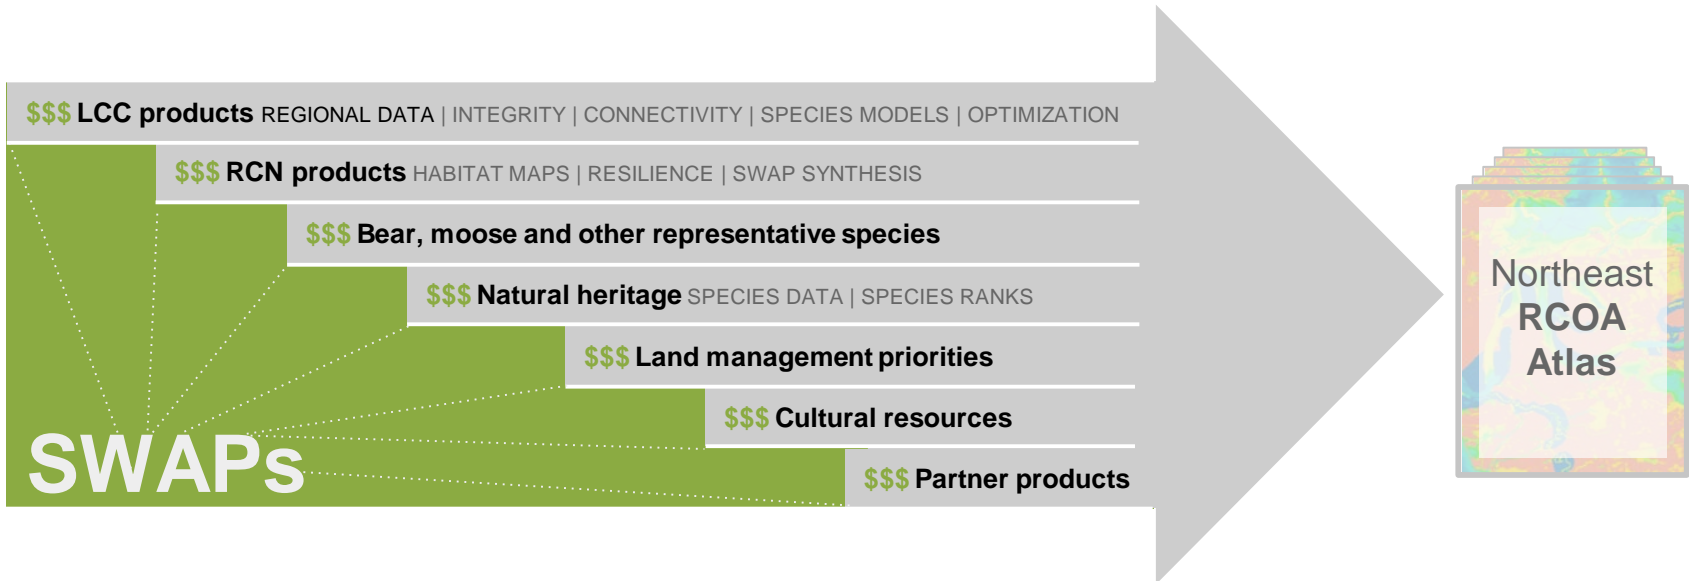 $$$ LCC products REGIONAL DATA | INTEGRITY | CONNECTIVITY | SPECIES MODELS | OPTIMIZATION
$$$ RCN products HABITAT MAPS | RESILIENCE | SWAP SYNTHESIS
$$$ Bear, moose and other representative species
$$$ Natural heritage SPECIES DATA | SPECIES RANKS
$$$ Land management priorities
$$$ Cultural resources
$$$ Partner products
SWAPs
Northeast
RCOA
Atlas